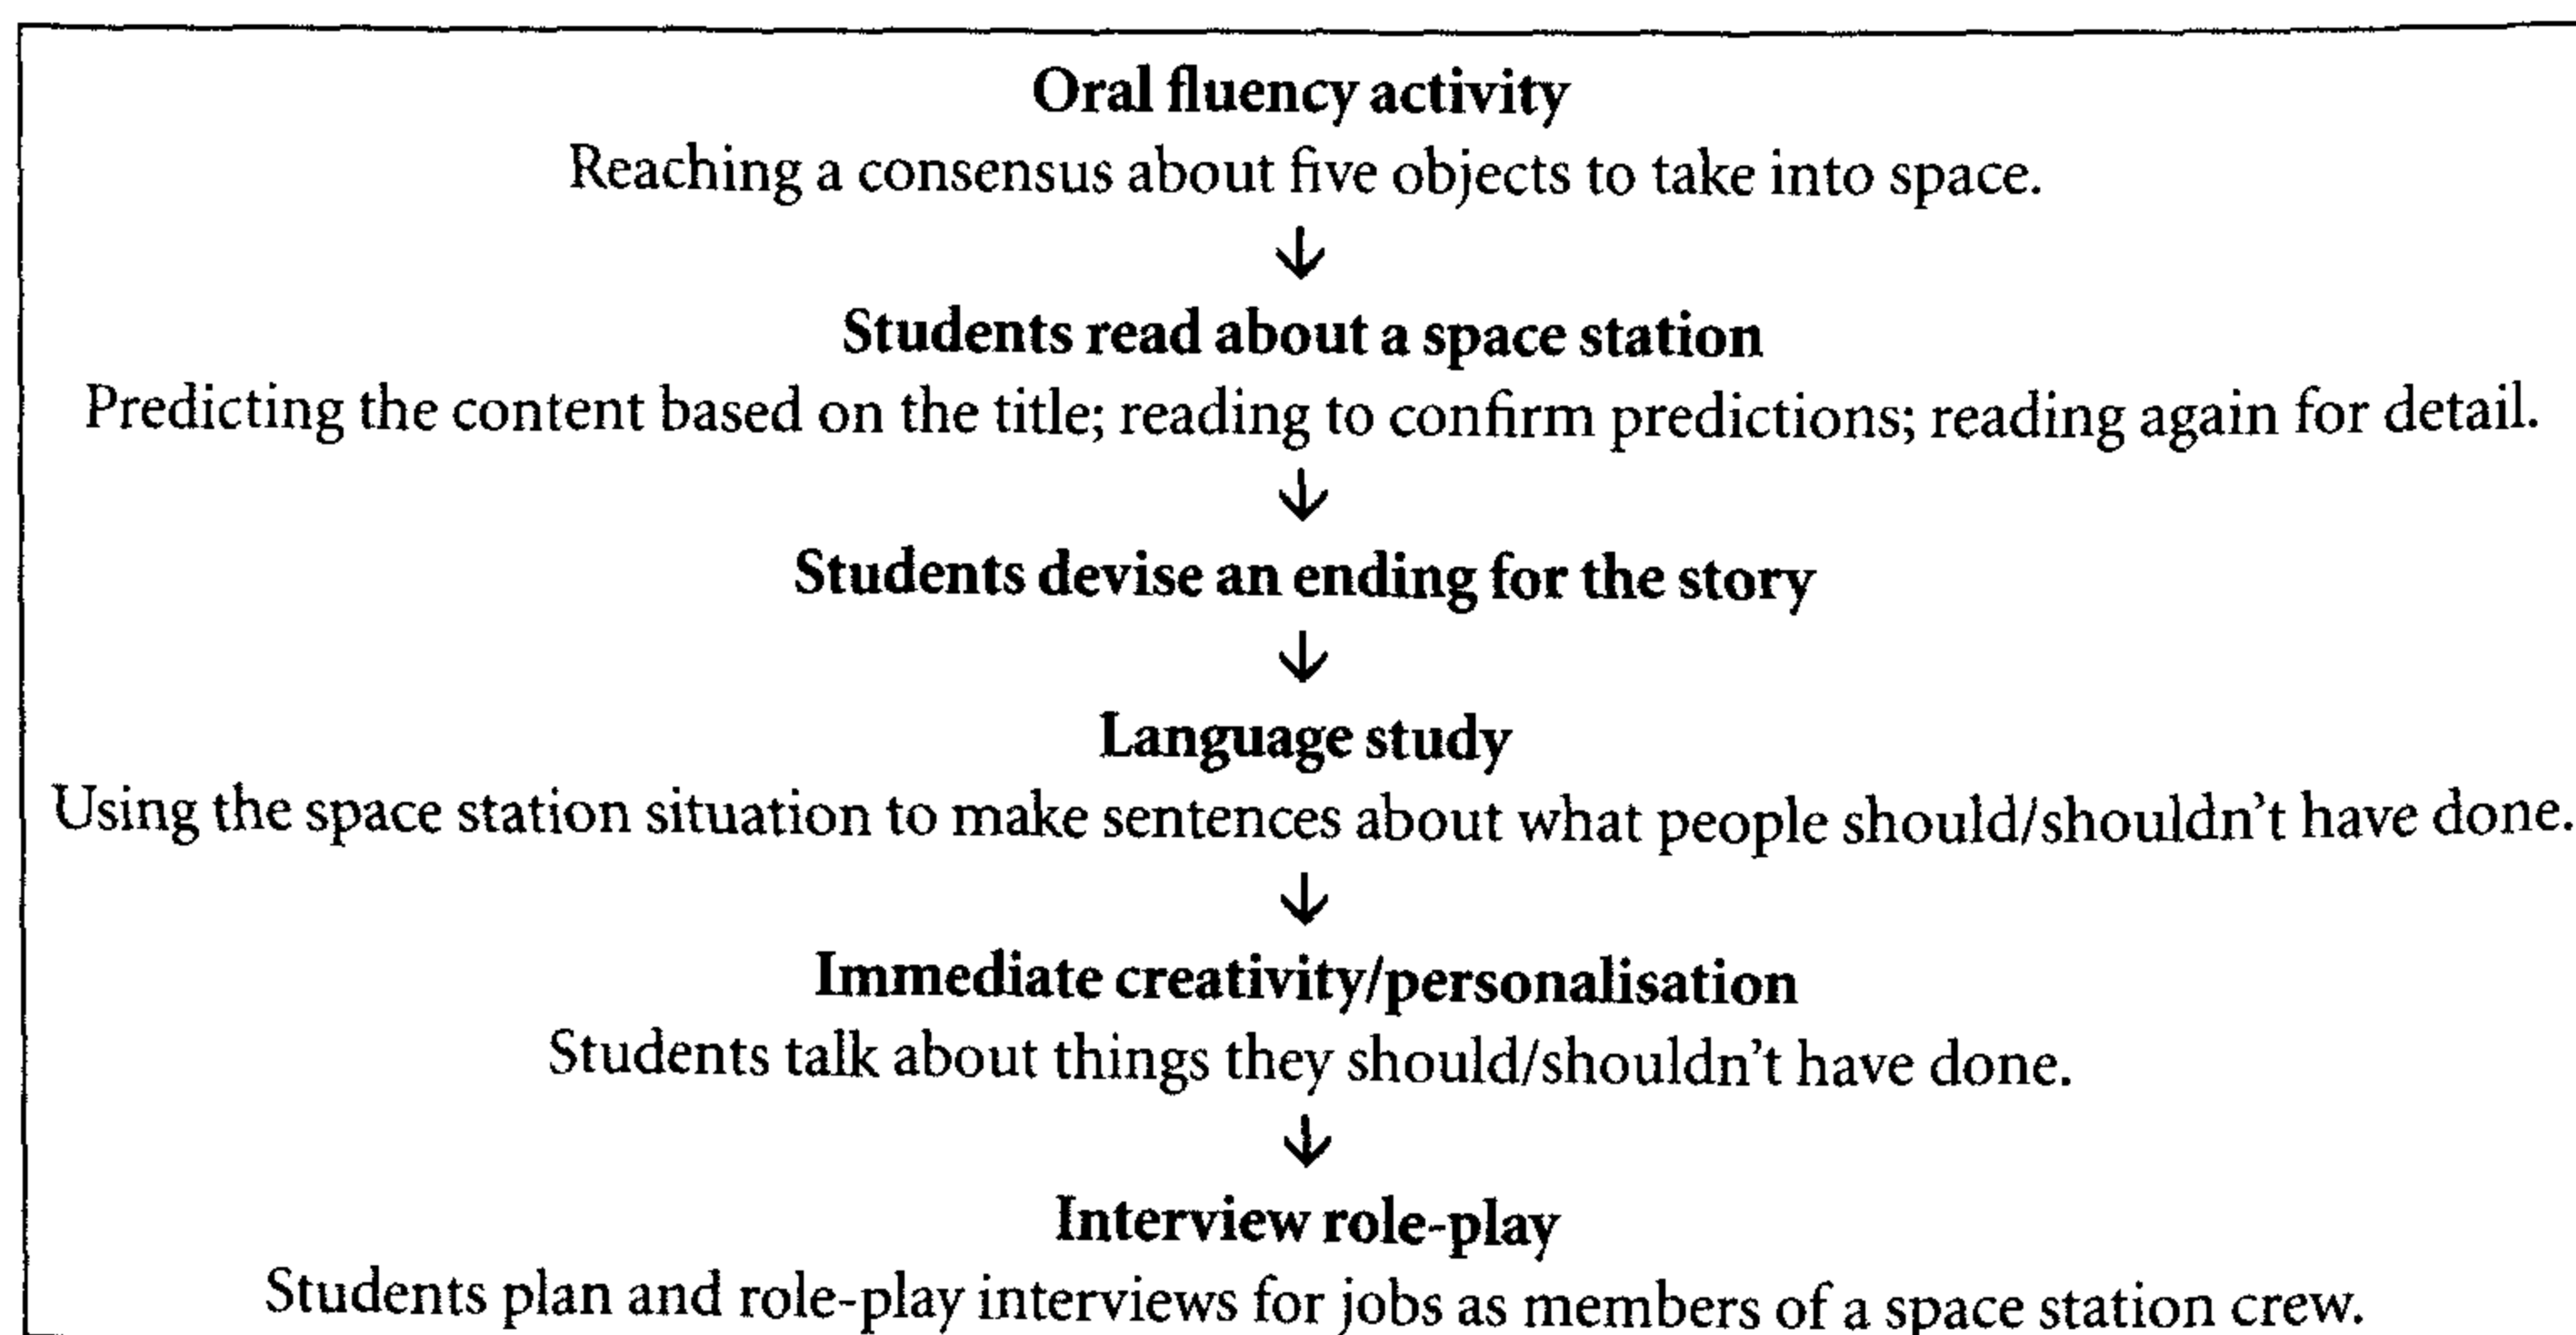 Oral fluency activity
Reaching a consensus about five objects to take into space.
↓
Students read about a space station
Predicting the content based on the title; reading to confirm predictions; reading again for detail.
↓
Students devise an ending for the story
↓
Language study
Using the space station situation to make sentences about what people should/shouldn't have done.
↓
Immediate creativity/personalisation
Students talk about things they should/shouldn't have done.
↓
Interview role-play
Students plan and role-play interviews for jobs as members of a space station crew.